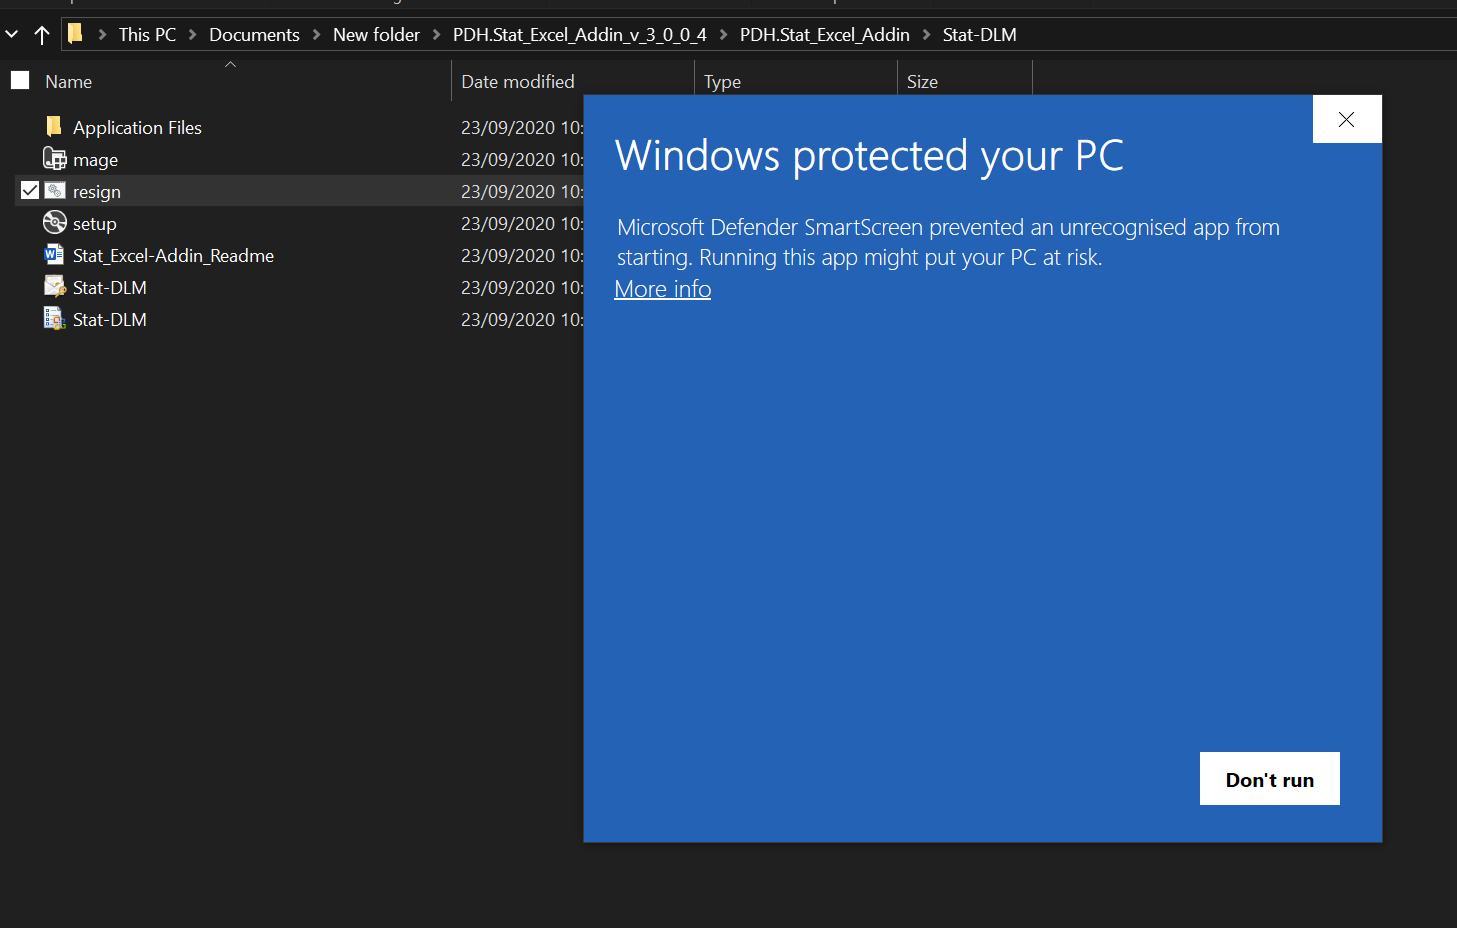 This PC > Documents > New folder > PDH.Stat_Excel_Addin_v_3_0_0_4 > PDH.Stat_Excel_Addin > Stat-DLM
Name Date modified Type Size
Application Files 23/09/2020 10:
mage 23/09/2020 10:
resign 23/09/2020 10:
setup 23/09/2020 10:
Stat_Excel-Addin_Readme 23/09/2020 10:
Stat-DLM 23/09/2020 10:
Stat-DLM 23/09/2020 10:
Windows protected your PC
Microsoft Defender SmartScreen prevented an unrecognised app from
starting. Running this app might put your PC at risk.
More info
Don't run